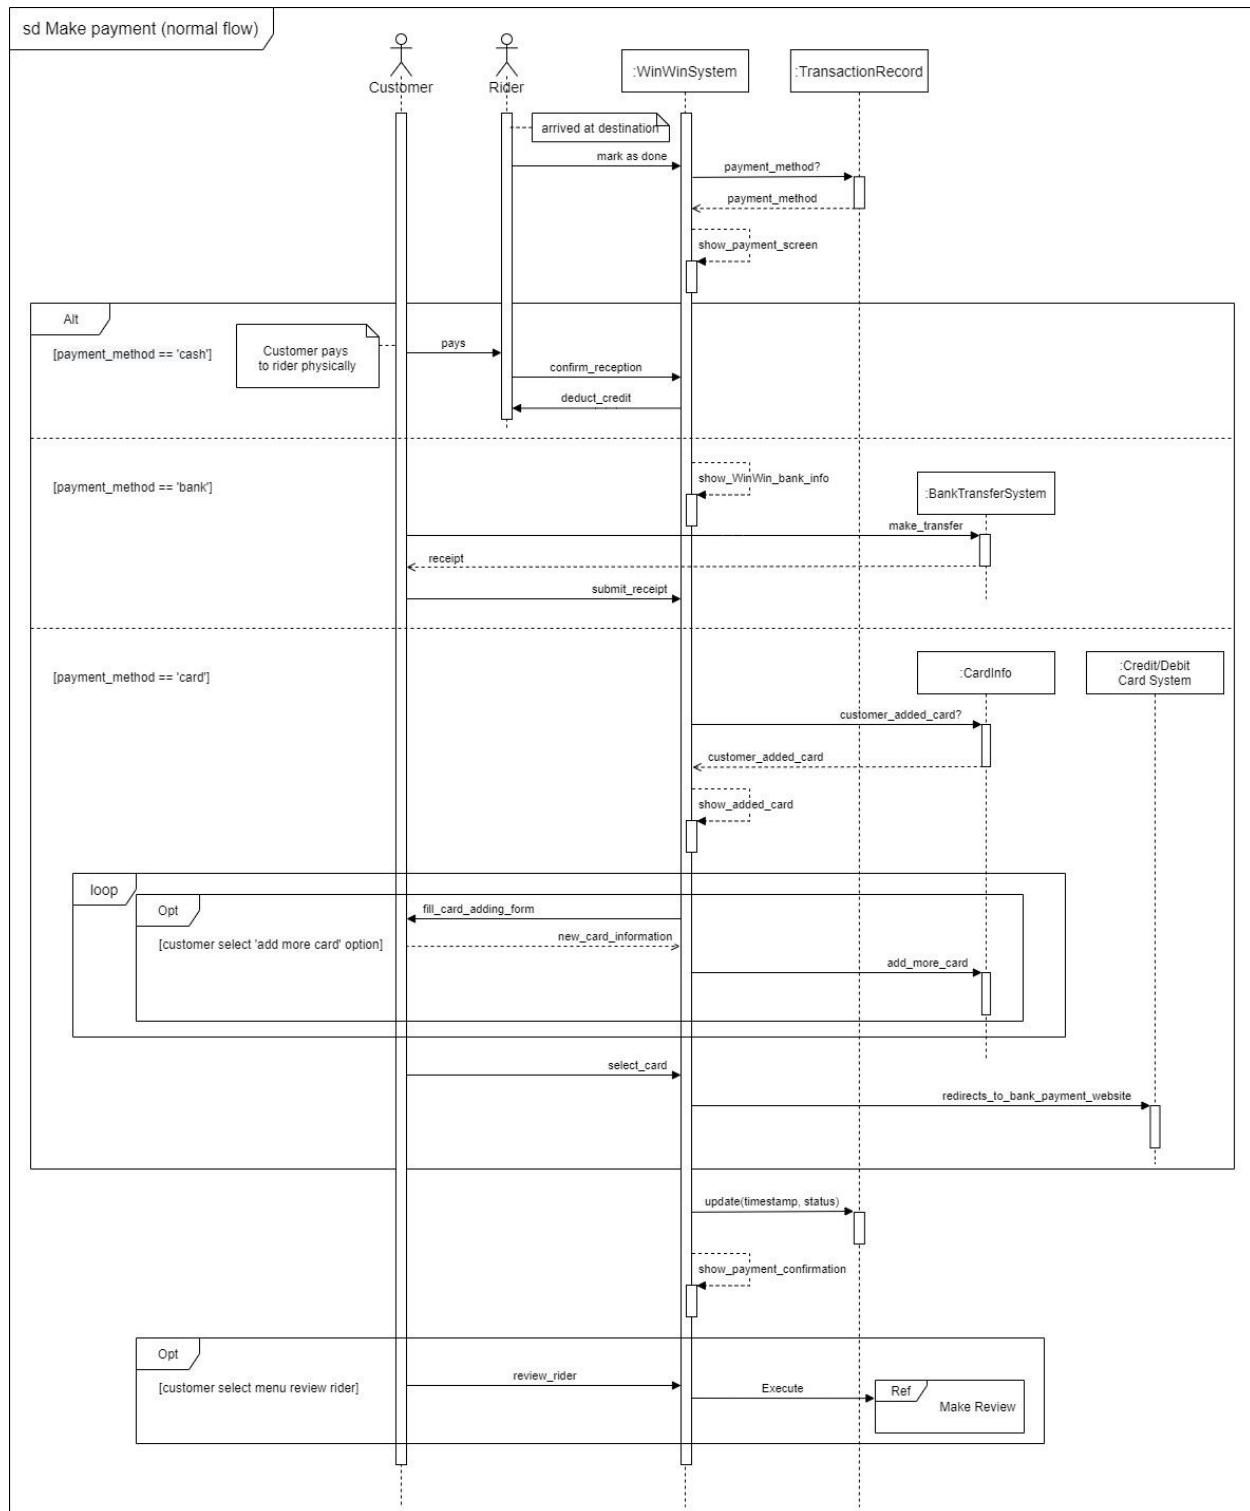 sd Make payment (normal flow)
Customer
Rider
:WinWinSystem
:TransactionRecord
arrived at destination
mark as done
payment_method?
payment_method
show_payment_screen
Alt
[payment_method == 'cash']
Customer pays
to rider physically
pays
confirm_reception
deduct_credit
[payment_method == 'bank']
show_WinWin_bank_info
:BankTransferSystem
make_transfer
receipt
submit_receipt
[payment_method == 'card']
:CardInfo
:Credit/Debit
Card System
customer_added_card?
customer_added_card
show_added_card
loop
Opt
[customer select 'add more card' option]
fill_card_adding_form
new_card_information
add_more_card
select_card
redirects_to_bank_payment_website
update(timestamp, status)
show_payment_confirmation
Opt
[customer select menu review rider]
review_rider
Execute
Ref
Make Review